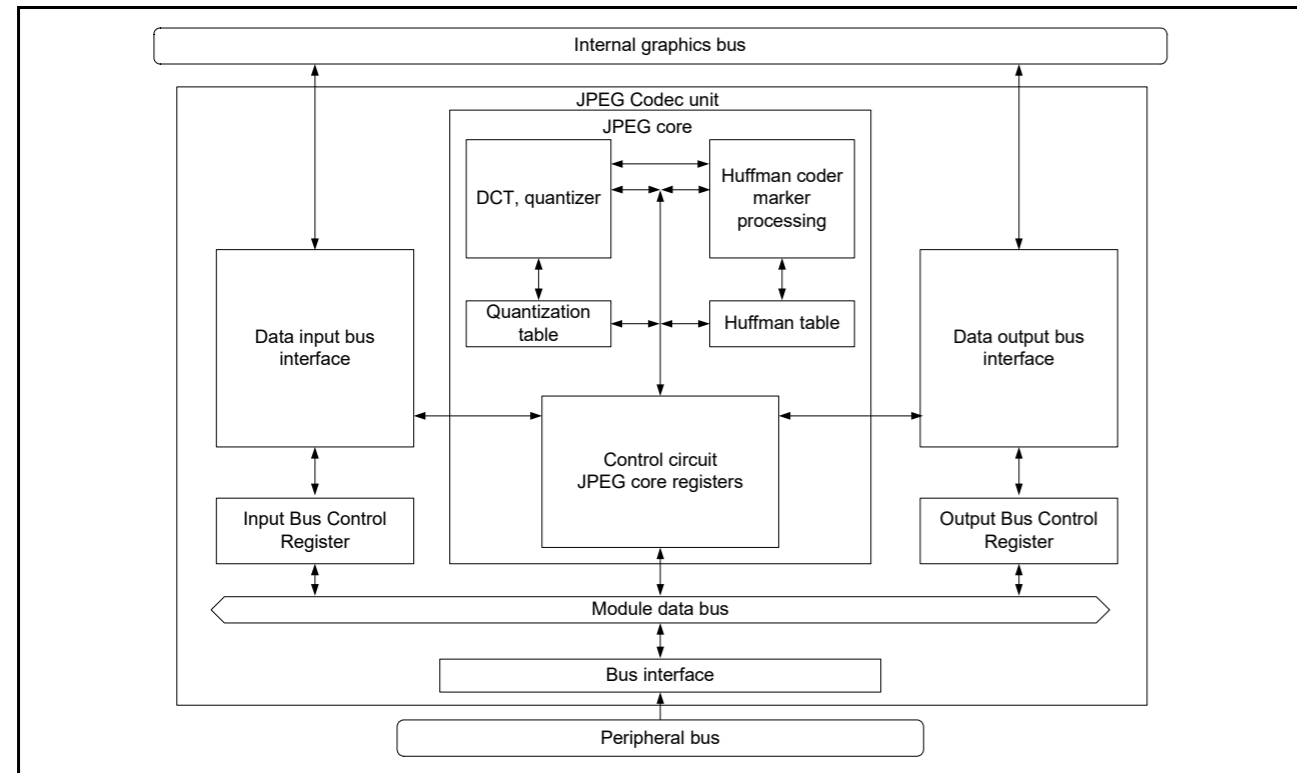 Internal graphics bus
JPEG Codec unit
JPEG core
DCT, quantizer
Huffman coder
marker
processing
Quantization
table
Huffman table
Data input bus
interface
Data output bus
interface
Control circuit
JPEG core registers
Input Bus Control
Register
Output Bus Control
Register
Module data bus
Bus interface
Peripheral bus